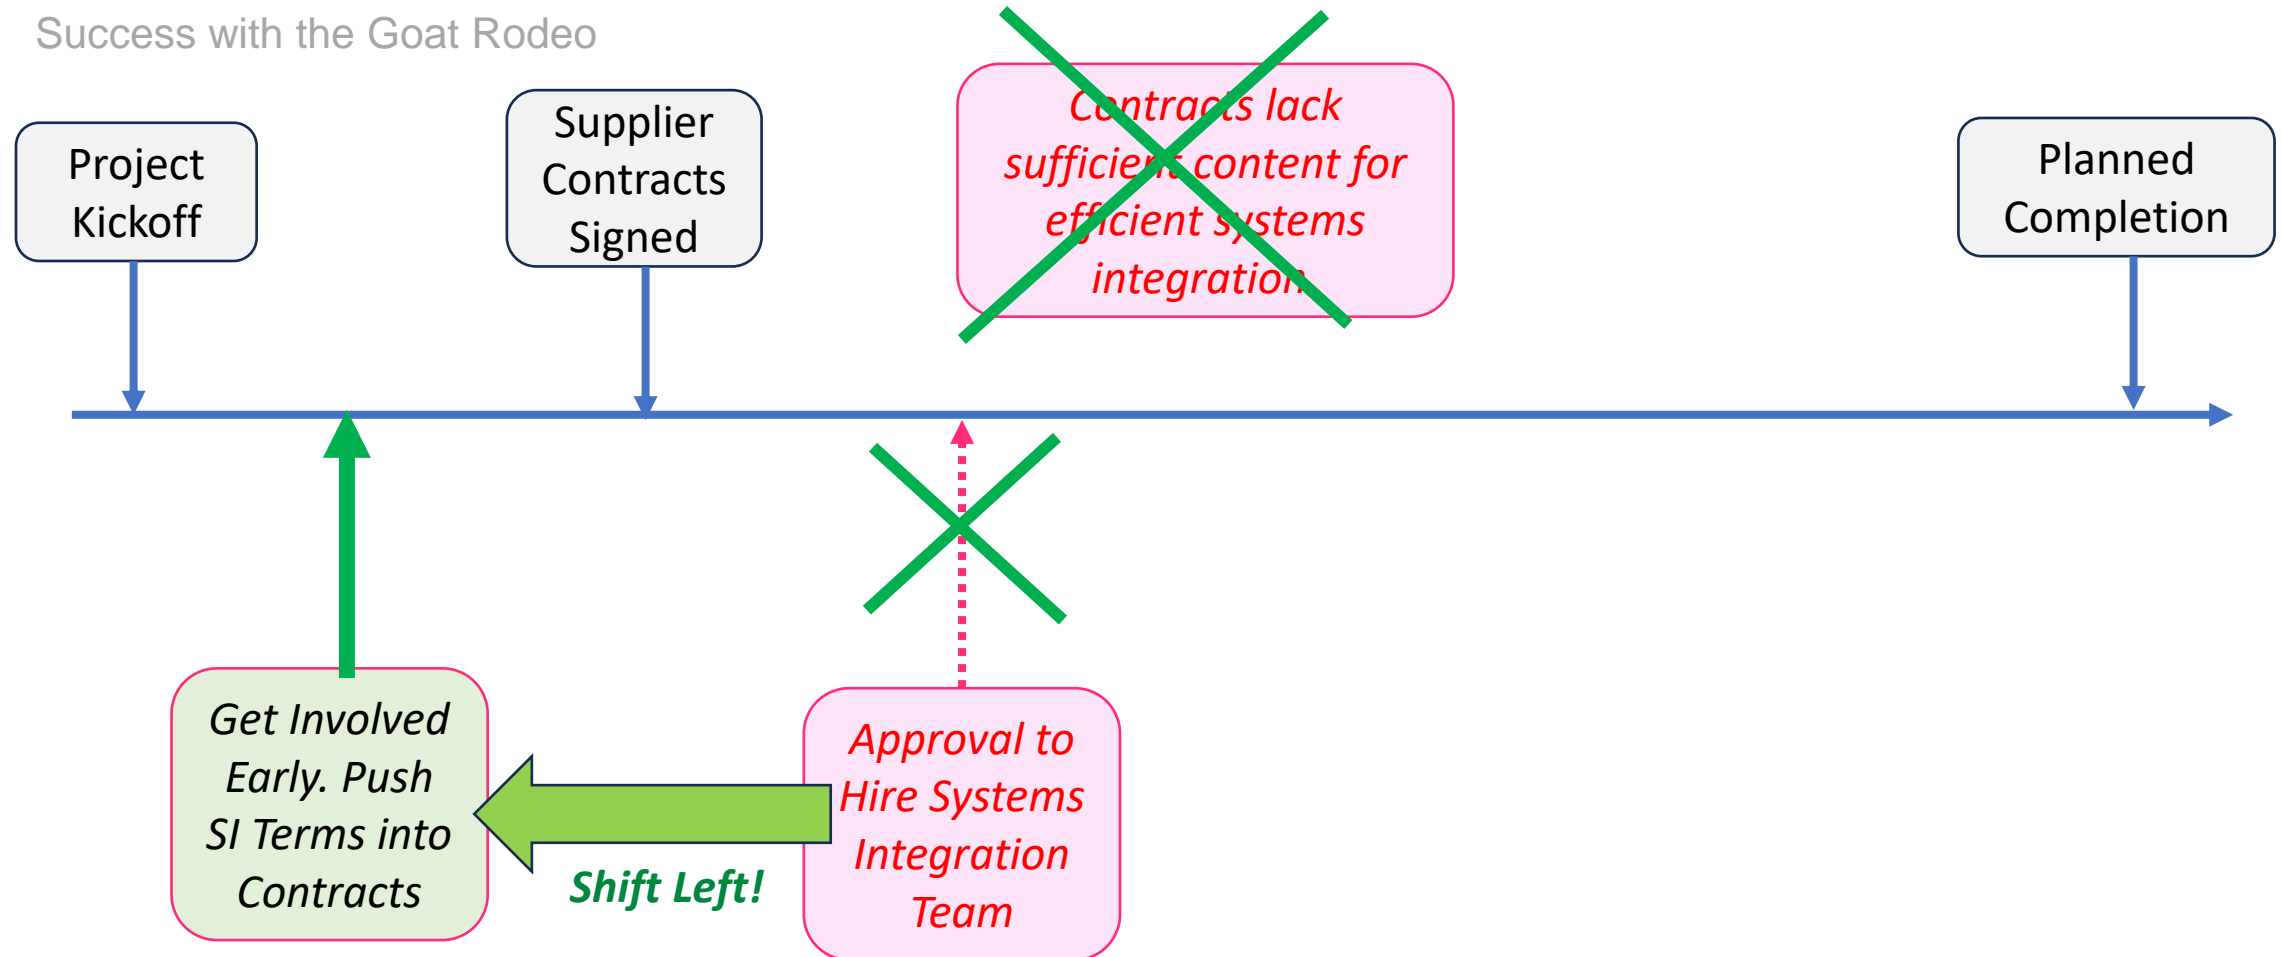 Success with the Goat Rodeo
Project
Kickoff
Supplier
Contracts
Signed
Contracts lack
sufficient content for
efficient systems
integration
Planned
Completion
Get Involved
Early. Push
SI Terms into
Contracts
Shift Left!
Approval to
Hire Systems
Integration
Team